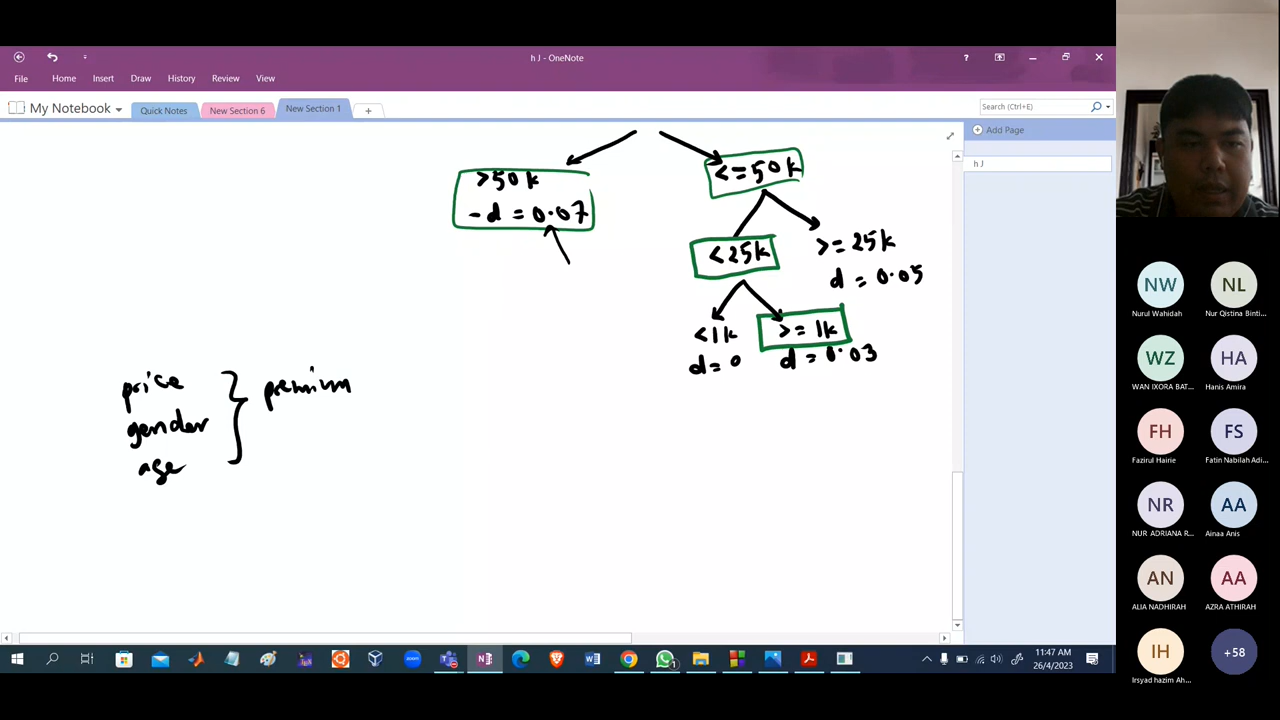 h J - OneNote
File Home Insert Draw History Review View
My Notebook Quick Notes New Section 6 New Section 1 + Search (Ctrl+E)
Add Page
h J
>50k
- d = 0.07
<=50k
<25k
>= 25k
d = 0.05
<1k
d = 0
>= 1k
d = 0.03
price
gender
age
premium
NW
Nurul Wahidah
NL
Nur Qistina Binti...
WZ
WAN IXORA BAT...
HA
Hanis Amira
FH
Fazirul Hairie
FS
Fatin Nabilah Adi...
NR
NUR ADRIANA R...
AA
Ainaa Anis
AN
ALIA NADHIRAH
AA
AZRA ATHIRAH
IH
Irsyad hazim Ah...
+58
11:47 AM
26/4/2023